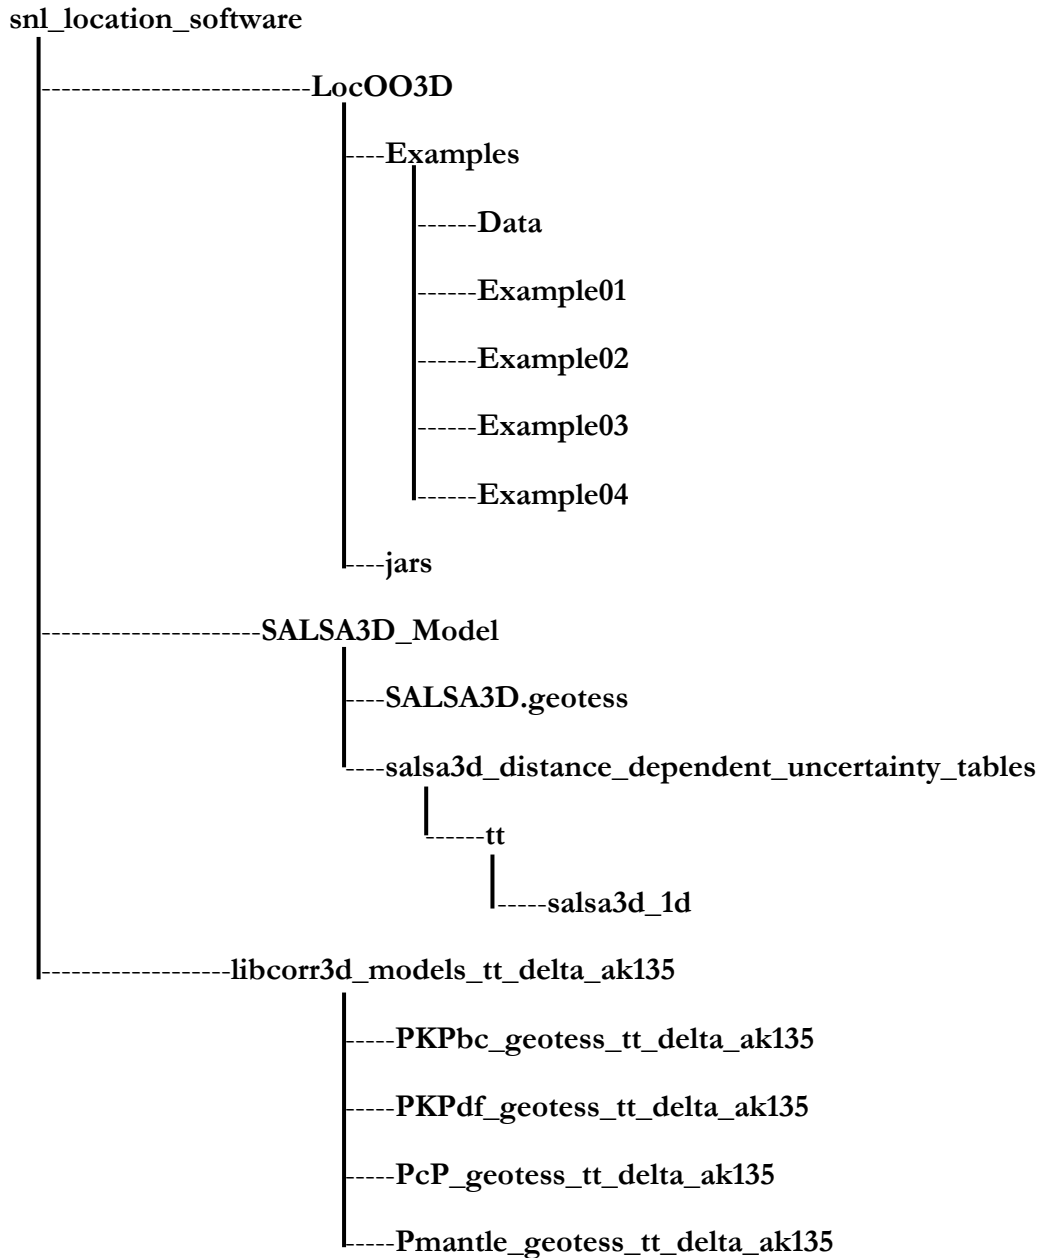 snl_location_software
--------------------------LocOO3D
----Examples
------Data
------Example01
------Example02
------Example03
------Example04
----jars
---------------------SALSA3D_Model
----SALSA3D.geotess
----salsa3d_distance_dependent_uncertainty_tables
------tt
-----salsa3d_1d
------------------libcorr3d_models_tt_delta_ak135
-----PKPbc_geotess_tt_delta_ak135
-----PKPdf_geotess_tt_delta_ak135
-----PcP_geotess_tt_delta_ak135
-----Pmantle_geotess_tt_delta_ak135